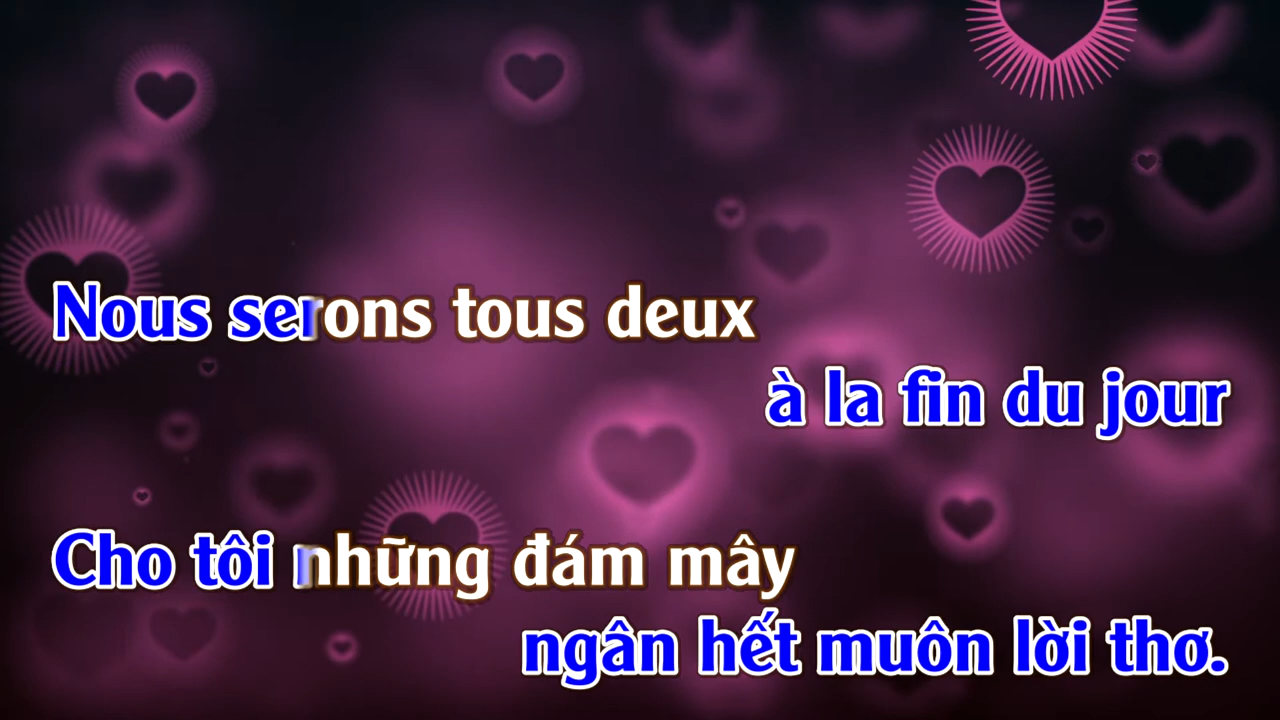 Nous serons tous deux
à la fin du jour
Cho tôi những đám mây
ngân hết muôn lời thơ.